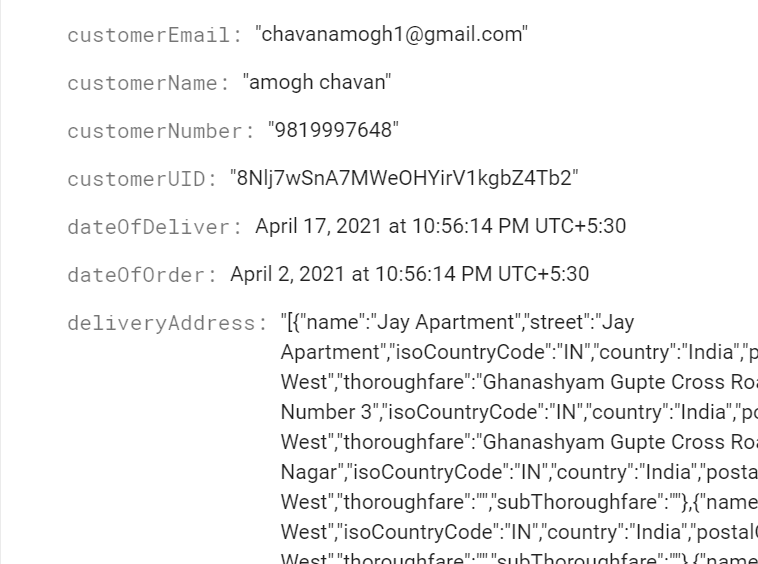 customerEmail: "chavanamogh1@gmail.com"
customerName: "amogh chavan"
customerNumber: "9819997648"
customerUID: "8Nlj7wSnA7MWeOHYirV1kgbZ4Tb2"
dateOfDeliver: April 17, 2021 at 10:56:14 PM UTC+5:30
dateOfOrder: April 2, 2021 at 10:56:14 PM UTC+5:30
deliveryAddress: "[{"name":"Jay Apartment","street":"Jay
Apartment","isoCountryCode":"IN","country":"India","p
West","thoroughfare":"Ghanashyam Gupte Cross Roa
Number 3","isoCountryCode":"IN","country":"India","po
West","thoroughfare":"Ghanashyam Gupte Cross Roa
Nagar","isoCountryCode":"IN","country":"India","posta
West","thoroughfare":"","subThoroughfare":""},{"name
West","isoCountryCode":"IN","country":"India","postal
West","thoroughfare":"","subThoroughfare":""},{"name